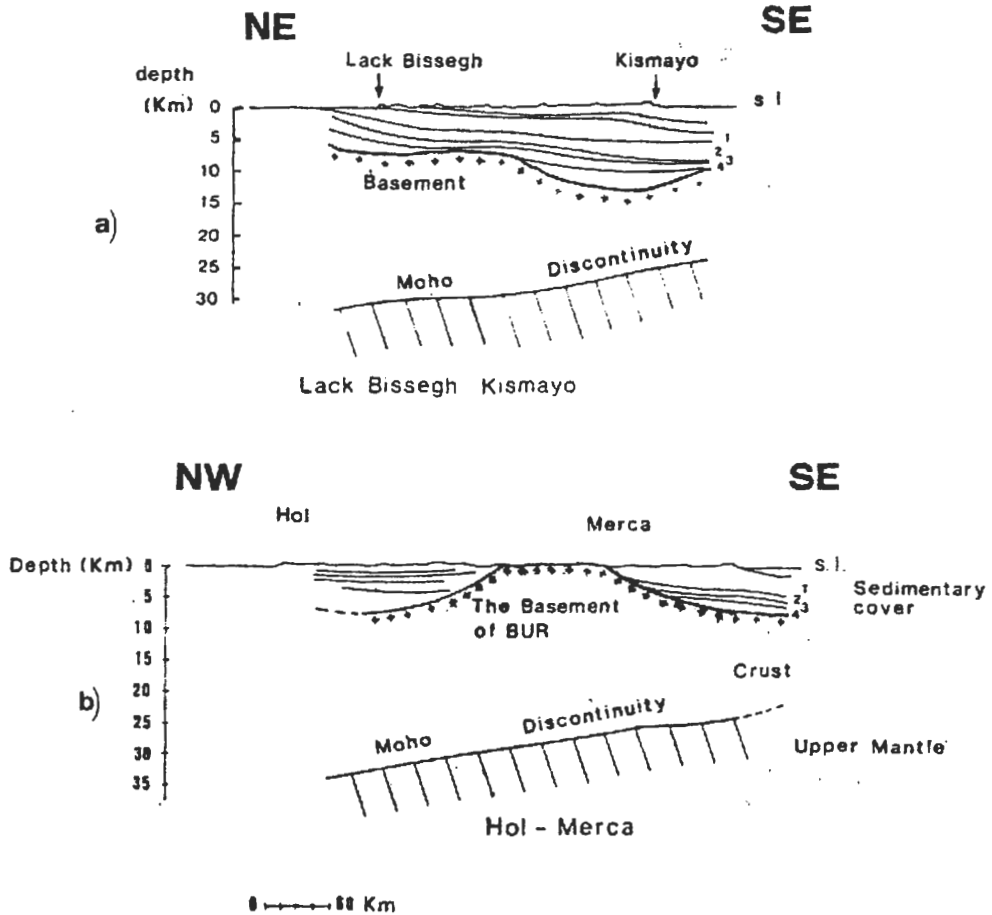 NE SE
Lack Bissegh Kismayo
depth
(Km) 0 s l
5
10
15
20
25
30
1
2
3
4
Basement
a)
Moho Discontinuity
Lack Bissegh Kismayo
NW SE
Hol Merca
Depth (Km) 0 s.l.
5
10
15
20
25
30
35
1
2
3
4
Sedimentary
cover
The Basement
of BUR
Crust
b)
Moho Discontinuity
Upper Mantle
Hol - Merca
0 Km